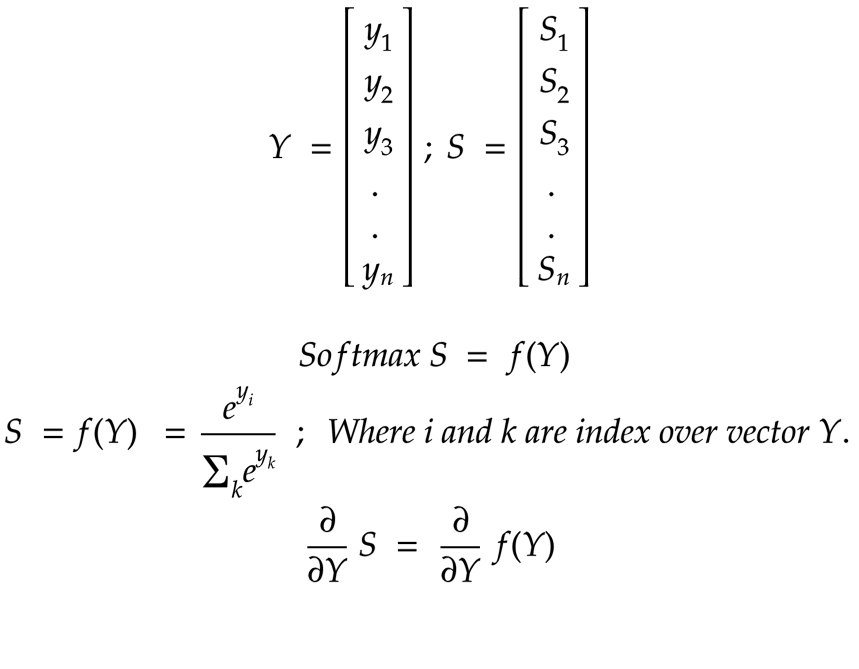 Y = [y₁ y₂ y₃ . . yₙ] ; S = [S₁ S₂ S₃ . . Sₙ]
Softmax S = f(Y)
S = f(Y) = e^{y_i} / ∑_k e^{y_k} ; Where i and k are index over vector Y.
∂/∂Y S = ∂/∂Y f(Y)